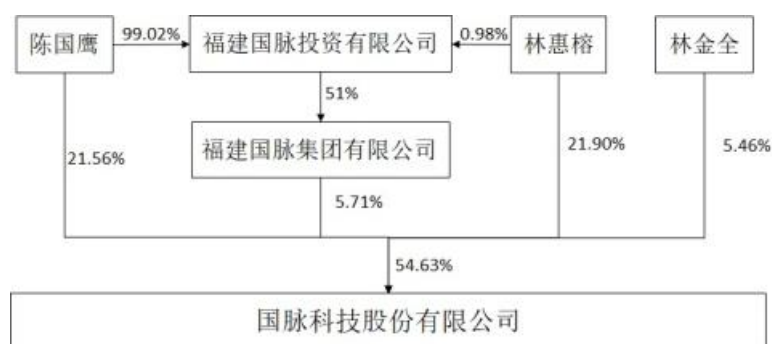 陈国鹰
99.02%
福建国脉投资有限公司
0.98%
林惠榕
林金全
51%
福建国脉集团有限公司
21.56%
5.71%
21.90%
5.46%
54.63%
国脉科技股份有限公司